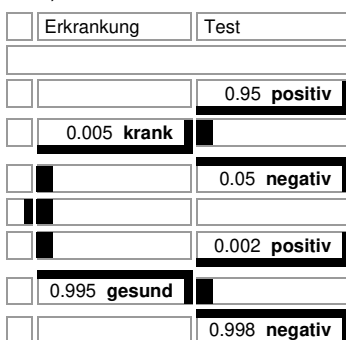 Erkrankung Test
0.95 positiv
0.005 krank
0.05 negativ
0.002 positiv
0.995 gesund
0.998 negativ